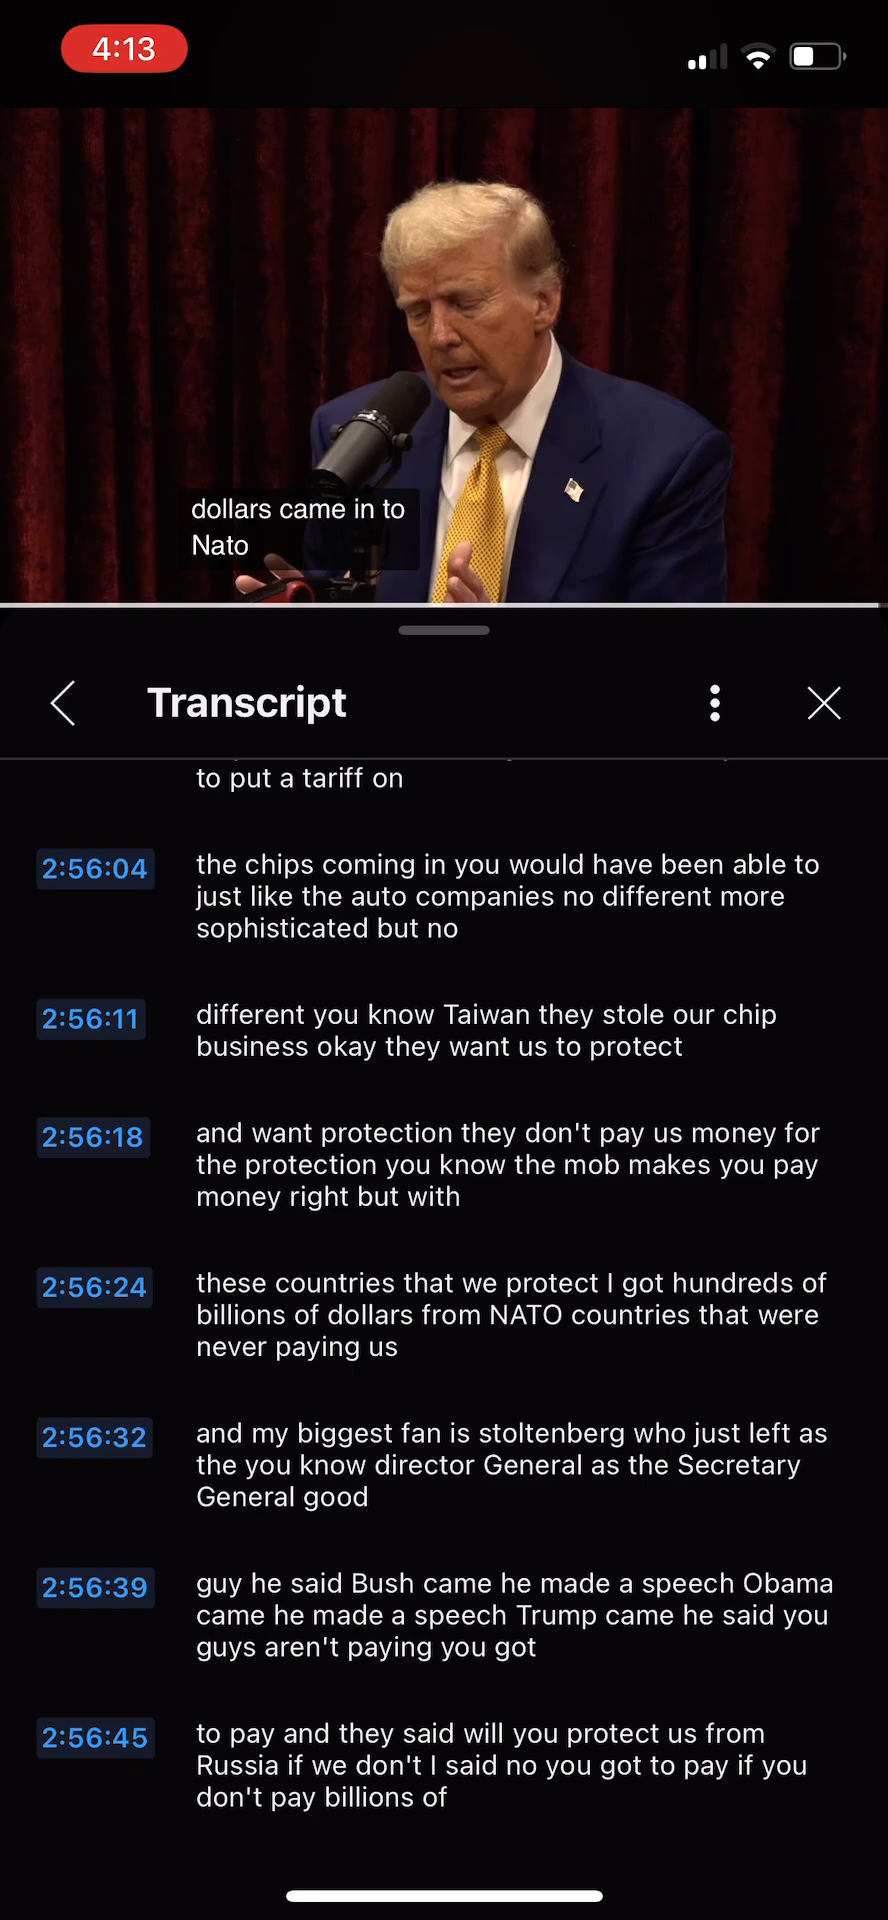 4:13
dollars came in to
Nato
Transcript
to put a tariff on
2:56:04
the chips coming in you would have been able to
just like the auto companies no different more
sophisticated but no
2:56:11
different you know Taiwan they stole our chip
business okay they want us to protect
2:56:18
and want protection they don't pay us money for
the protection you know the mob makes you pay
money right but with
2:56:24
these countries that we protect I got hundreds of
billions of dollars from NATO countries that were
never paying us
2:56:32
and my biggest fan is stoltenberg who just left as
the you know director General as the Secretary
General good
2:56:39
guy he said Bush came he made a speech Obama
came he made a speech Trump came he said you
guys aren't paying you got
2:56:45
to pay and they said will you protect us from
Russia if we don't I said no you got to pay if you
don't pay billions of